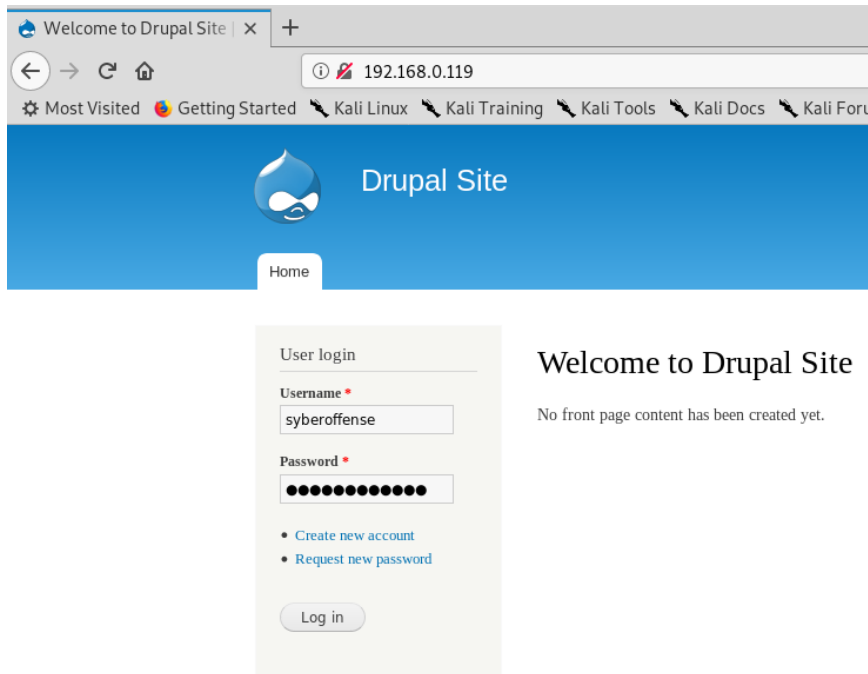 Welcome to Drupal Site
192.168.0.119
Most Visited Getting Started Kali Linux Kali Training Kali Tools Kali Docs Kali Foru
Drupal Site
Home
User login
Username *
syberoffense
Password *
Create new account
Request new password
Log in
Welcome to Drupal Site
No front page content has been created yet.